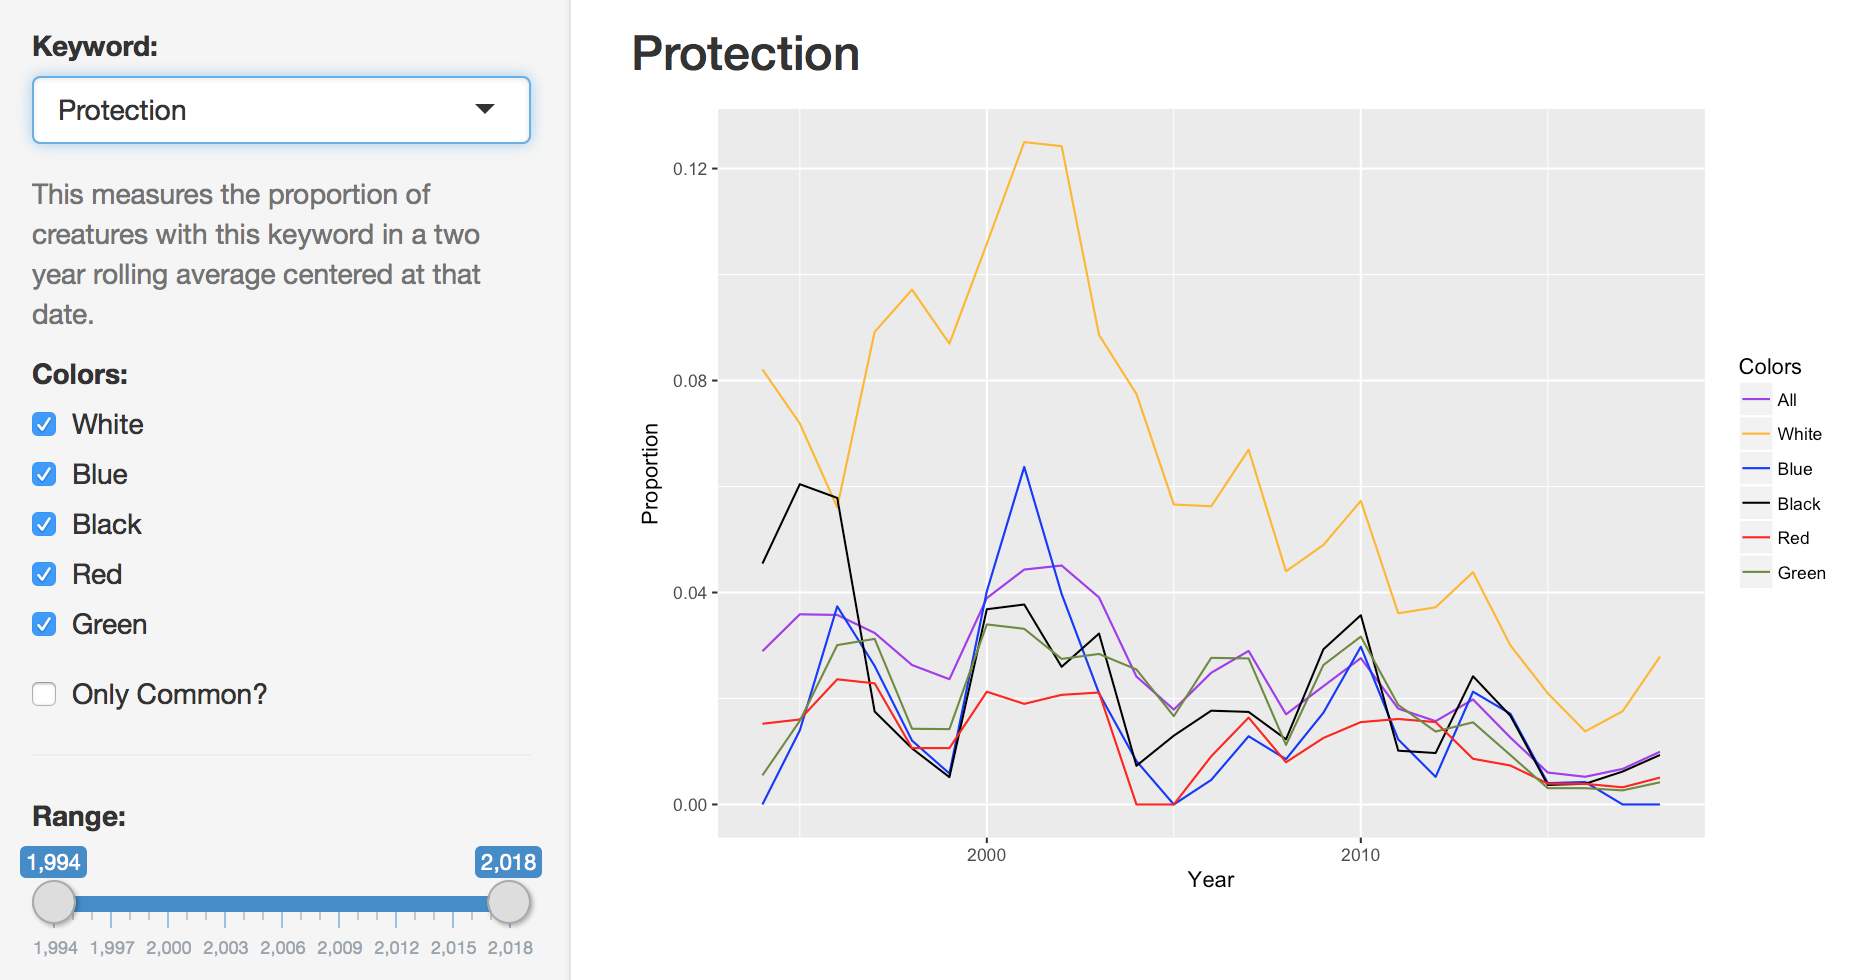 Keyword:
Protection
This measures the proportion of
creatures with this keyword in a two
year rolling average centered at that
date.
Colors:
White
Blue
Black
Red
Green
Only Common?
Range:
1,994
2,018
1,994 1,997 2,000 2,003 2,006 2,009 2,012 2,015 2,018
Protection
0.12
0.08
0.04
0.00
Proportion
2000 2010
Year
Colors
All
White
Blue
Black
Red
Green